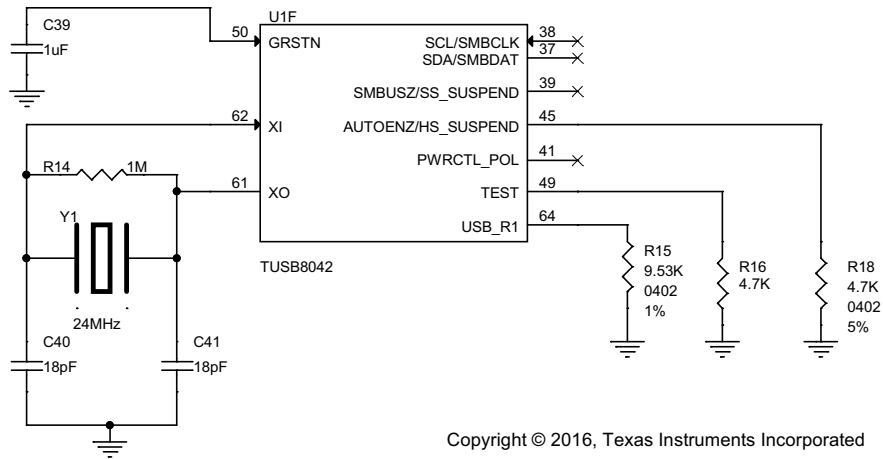 U1F
C39
1uF
50
GRSTN
SCL/SMBCLK
38
SDA/SMBDAT
37
SMBUSZ/SS_SUSPEND
39
62
XI
AUTOENZ/HS_SUSPEND
45
R14
1M
PWRCTL_POL
41
61
XO
TEST
49
Y1
USB_R1
64
TUSB8042
R15
9.53K
0402
1%
R16
4.7K
R18
4.7K
0402
5%
24MHz
C40
18pF
C41
18pF
Copyright © 2016, Texas Instruments Incorporated